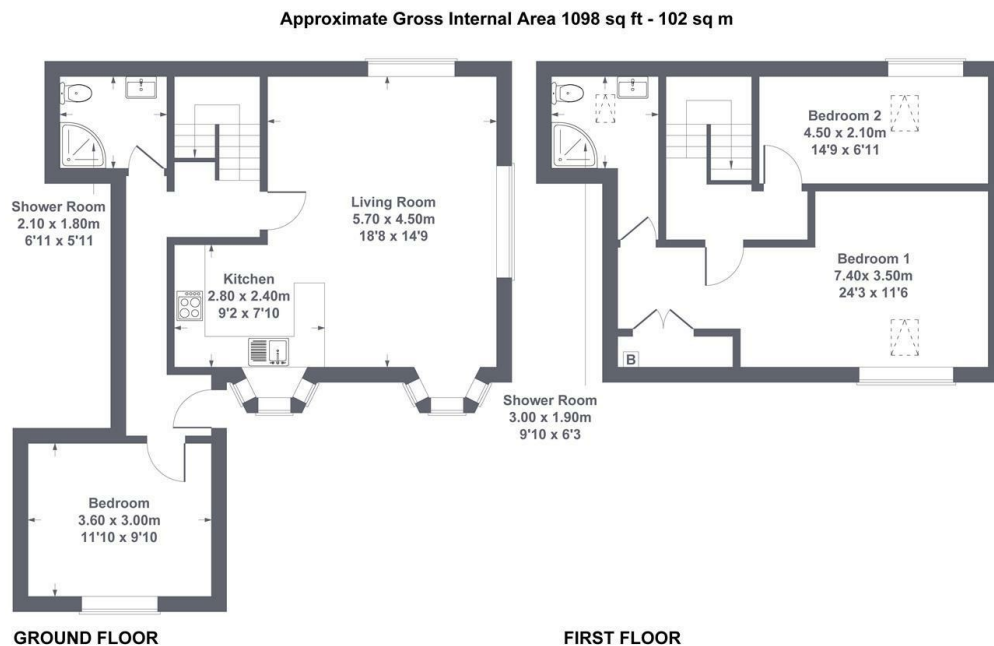 Approximate Gross Internal Area 1098 sq ft - 102 sq m
Shower Room
2.10 x 1.80m
6'11 x 5'11
Living Room
5.70 x 4.50m
18'8 x 14'9
Kitchen
2.80 x 2.40m
9'2 x 7'10
Bedroom
3.60 x 3.00m
11'10 x 9'10
GROUND FLOOR
Bedroom 2
4.50 x 2.10m
14'9 x 6'11
Bedroom 1
7.40x 3.50m
24'3 x 11'6
B
Shower Room
3.00 x 1.90m
9'10 x 6'3
FIRST FLOOR